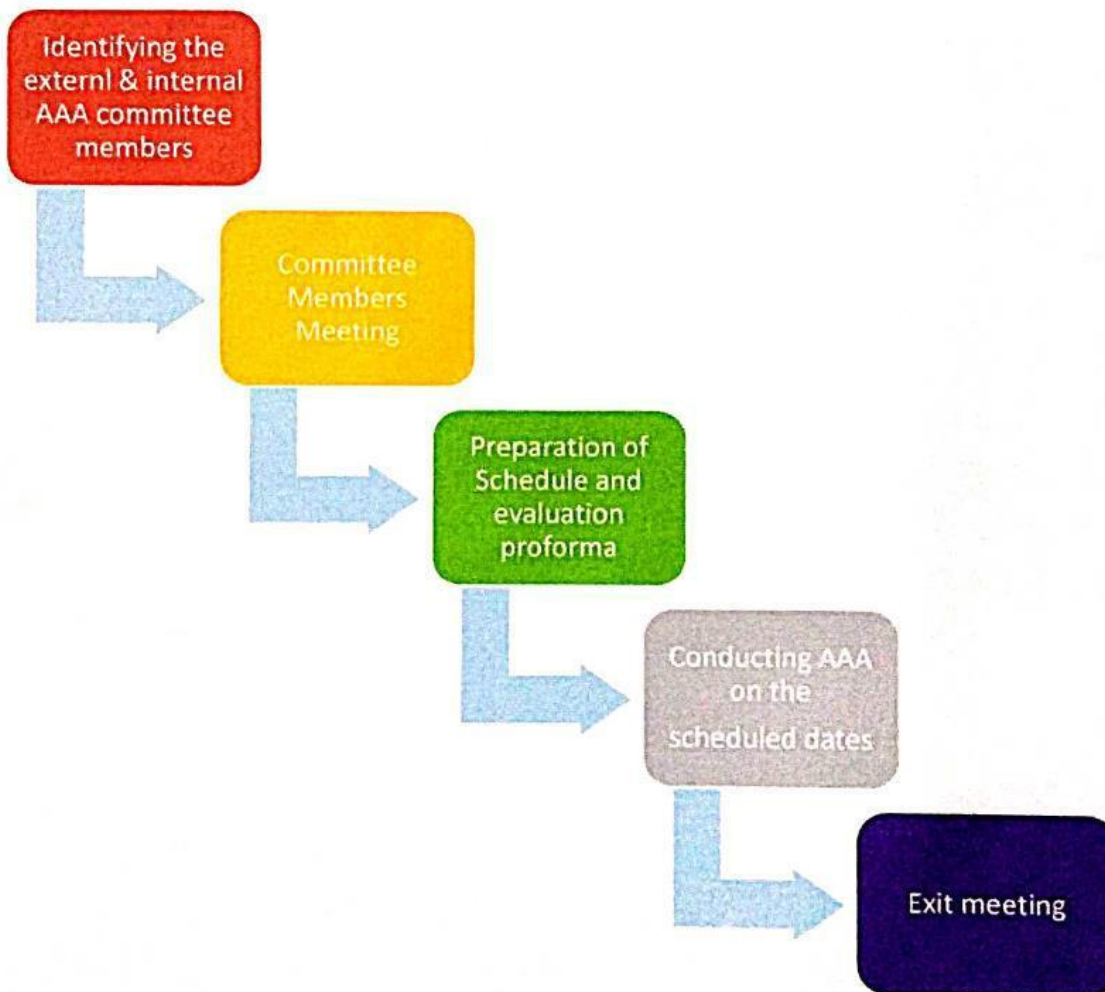 Identifying the
externl & internal
AAA committee
members
Committee
Members
Meeting
Preparation of
Schedule and
evaluation
proforma
Conducting AAA
on the
scheduled dates
Exit meeting